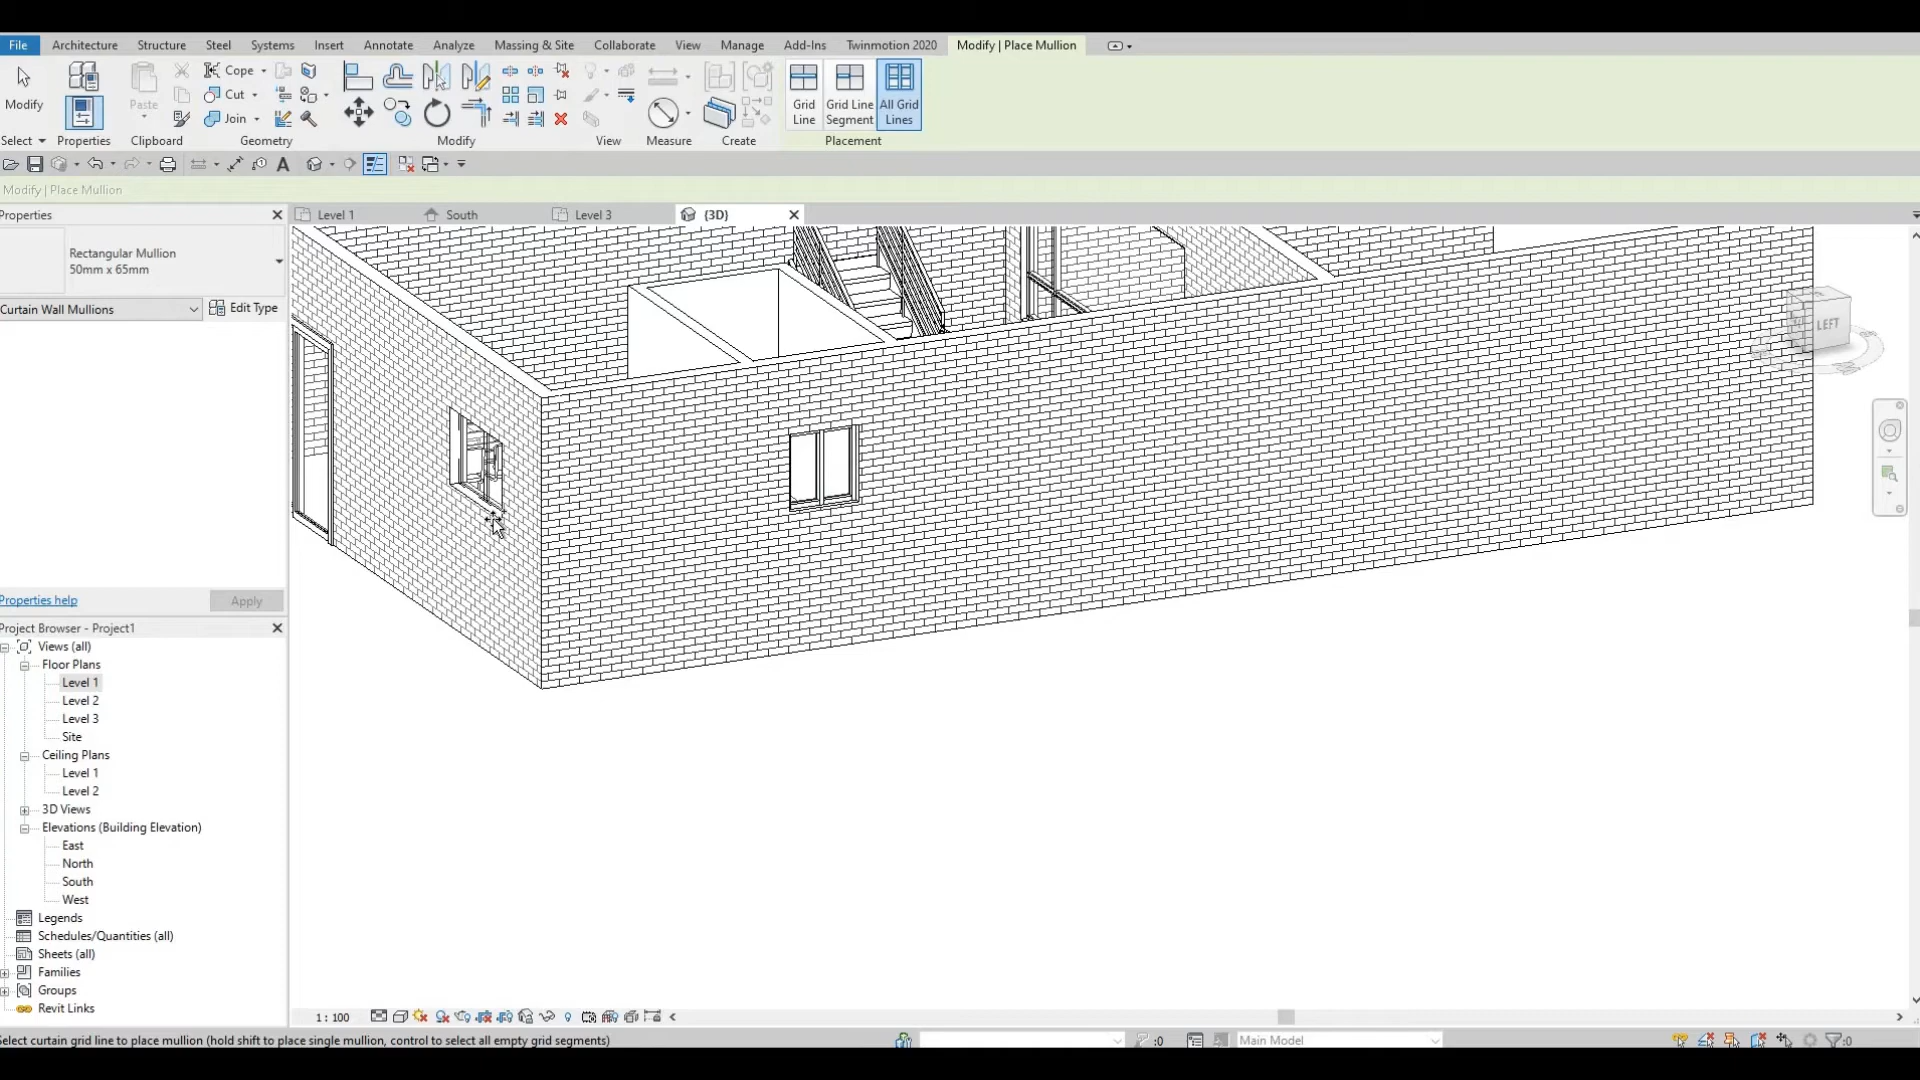 File Architecture Structure Steel Systems Insert Annotate Analyze Massing & Site Collaborate View Manage Add-Ins Twinmotion 2020 Modify | Place Mullion
Modify Paste Cope Cut Join Grid Line Grid Line Segment All Grid Lines
Select Properties Clipboard Geometry Modify View Measure Create Placement
Modify | Place Mullion
Properties
Level 1 South Level 3 {3D}
Rectangular Mullion
50mm x 65mm
Curtain Wall Mullions Edit Type
LEFT
Properties help Apply
Project Browser - Project1
Views (all)
Floor Plans
Level 1
Level 2
Level 3
Site
Ceiling Plans
Level 1
Level 2
3D Views
Elevations (Building Elevation)
East
North
South
West
Legends
Schedules/Quantities (all)
Sheets (all)
Families
Groups
Revit Links
1 : 100
Select curtain grid line to place mullion (hold shift to place single mullion, control to select all empty grid segments) :0 Main Model :0